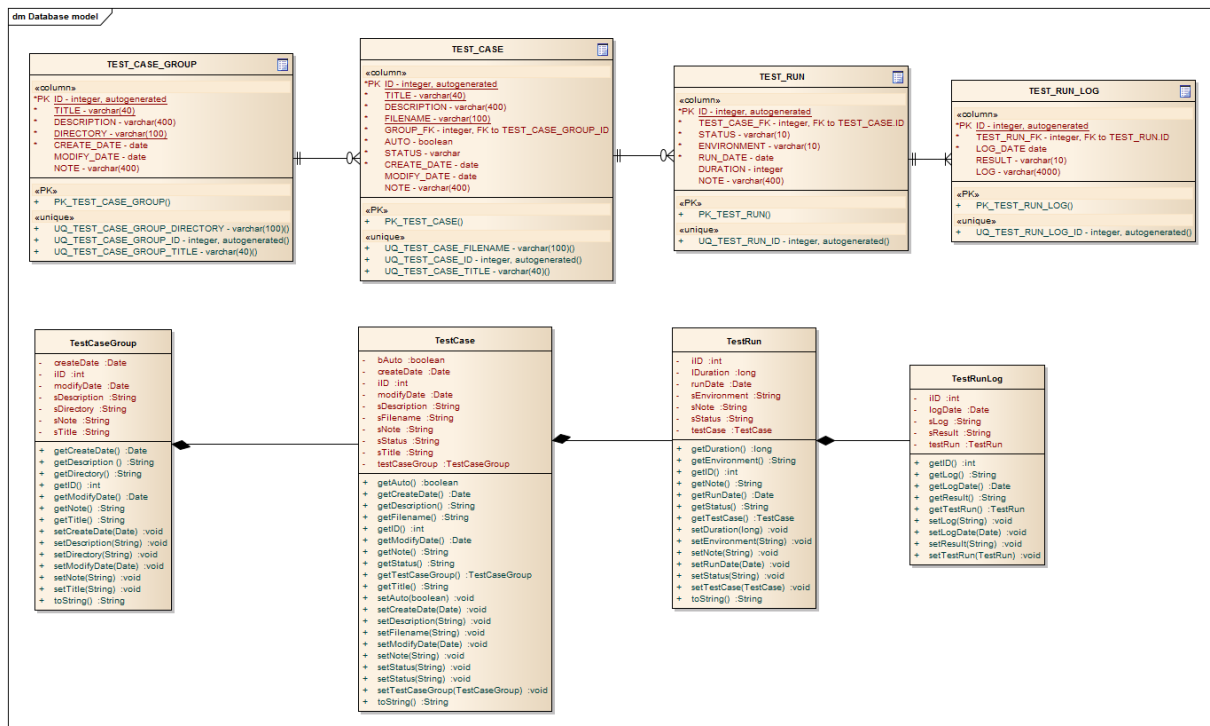 dm Database model
TEST_CASE_GROUP
«column»
*PK ID - integer, autogenerated
* TITLE - varchar(40)
* DESCRIPTION - varchar(400)
* DIRECTORY - varchar(100)
* CREATE_DATE - date
MODIFY_DATE - date
NOTE - varchar(400)
«PK»
+ PK_TEST_CASE_GROUP()
«unique»
+ UQ_TEST_CASE_GROUP_DIRECTORY - varchar(100)()
+ UQ_TEST_CASE_GROUP_ID - integer, autogenerated()
+ UQ_TEST_CASE_GROUP_TITLE - varchar(40)()
TEST_CASE
«column»
*PK ID - integer, autogenerated
* TITLE - varchar(40)
* DESCRIPTION - varchar(400)
* FILENAME - varchar(100)
* GROUP_FK - integer, FK to TEST_CASE_GROUP_ID
* AUTO - boolean
* STATUS - varchar
* CREATE_DATE - date
MODIFY_DATE - date
* NOTE - varchar(400)
«PK»
+ PK_TEST_CASE()
«unique»
+ UQ_TEST_CASE_FILENAME - varchar(100)()
+ UQ_TEST_CASE_ID - integer, autogenerated()
+ UQ_TEST_CASE_TITLE - varchar(40)()
TEST_RUN
«column»
*PK ID - integer, autogenerated
* TEST_CASE_FK - integer, FK to TEST_CASE.ID
* STATUS - varchar(10)
* ENVIRONMENT - varchar(10)
* RUN_DATE - date
DURATION - integer
NOTE - varchar(400)
«PK»
+ PK_TEST_RUN()
«unique»
+ UQ_TEST_RUN_ID - integer, autogenerated()
TEST_RUN_LOG
«column»
*PK ID - integer, autogenerated
* TEST_RUN_FK - integer, FK to TEST_RUN.ID
* LOG_DATE date
RESULT - varchar(10)
LOG - varchar(4000)
«PK»
+ PK_TEST_RUN_LOG()
«unique»
+ UQ_TEST_RUN_LOG_ID - integer, autogenerated()
TestCaseGroup
- createDate :Date
- iID :int
- modifyDate :Date
- sDescription :String
- sDirectory :String
- sNote :String
- sTitle :String
+ getCreateDate() :Date
+ getDescription () :String
+ getDirectory() :String
+ getID() :int
+ getModifyDate() :Date
+ getNote() :String
+ getTitle() :String
+ setCreateDate(Date) :void
+ setDescription(String) :void
+ setDirectory(String) :void
+ setModifyDate(Date) :void
+ setNote(String) :void
+ setTitle(String) :void
+ toString() :String
TestCase
- bAuto :boolean
- createDate :Date
- iID :int
- modifyDate :Date
- sDescription :String
- sFilename :String
- sNote :String
- sStatus :String
- sTitle :String
- testCaseGroup :TestCaseGroup
+ getAuto() :boolean
+ getCreateDate() :Date
+ getDescription() :String
+ getFilename() :String
+ getID() :int
+ getModifyDate() :Date
+ getNote() :String
+ getStatus() :String
+ getTestCaseGroup() :TestCaseGroup
+ getTitle() :String
+ setAuto(boolean) :void
+ setCreateDate(Date) :void
+ setDescription(String) :void
+ setFilename(String) :void
+ setModifyDate(Date) :void
+ setNote(String) :void
+ setStatus(String) :void
+ setStatus(String) :void
+ setTestCaseGroup(TestCaseGroup) :void
+ toString() :String
TestRun
- iID :int
- lDuration :long
- runDate :Date
- sEnvironment :String
- sNote :String
- sStatus :String
- testCase :TestCase
+ getDuration() :long
+ getEnvironment() :String
+ getID() :int
+ getNote() :String
+ getRunDate() :Date
+ getStatus() :String
+ getTestCase() :TestCase
+ setDuration(long) :void
+ setEnvironment(String) :void
+ setNote(String) :void
+ setRunDate(Date) :void
+ setStatus(String) :void
+ setTestCase(TestCase) :void
+ toString() :String
TestRunLog
- iID :int
- logDate :Date
- sLog :String
- sResult :String
- testRun :TestRun
+ getID() :int
+ getLog() :String
+ getLogDate() :Date
+ getResult() :String
+ getTestRun() :TestRun
+ setLog(String) :void
+ setLogDate(Date) :void
+ setResult(String) :void
+ setTestRun(TestRun) :void